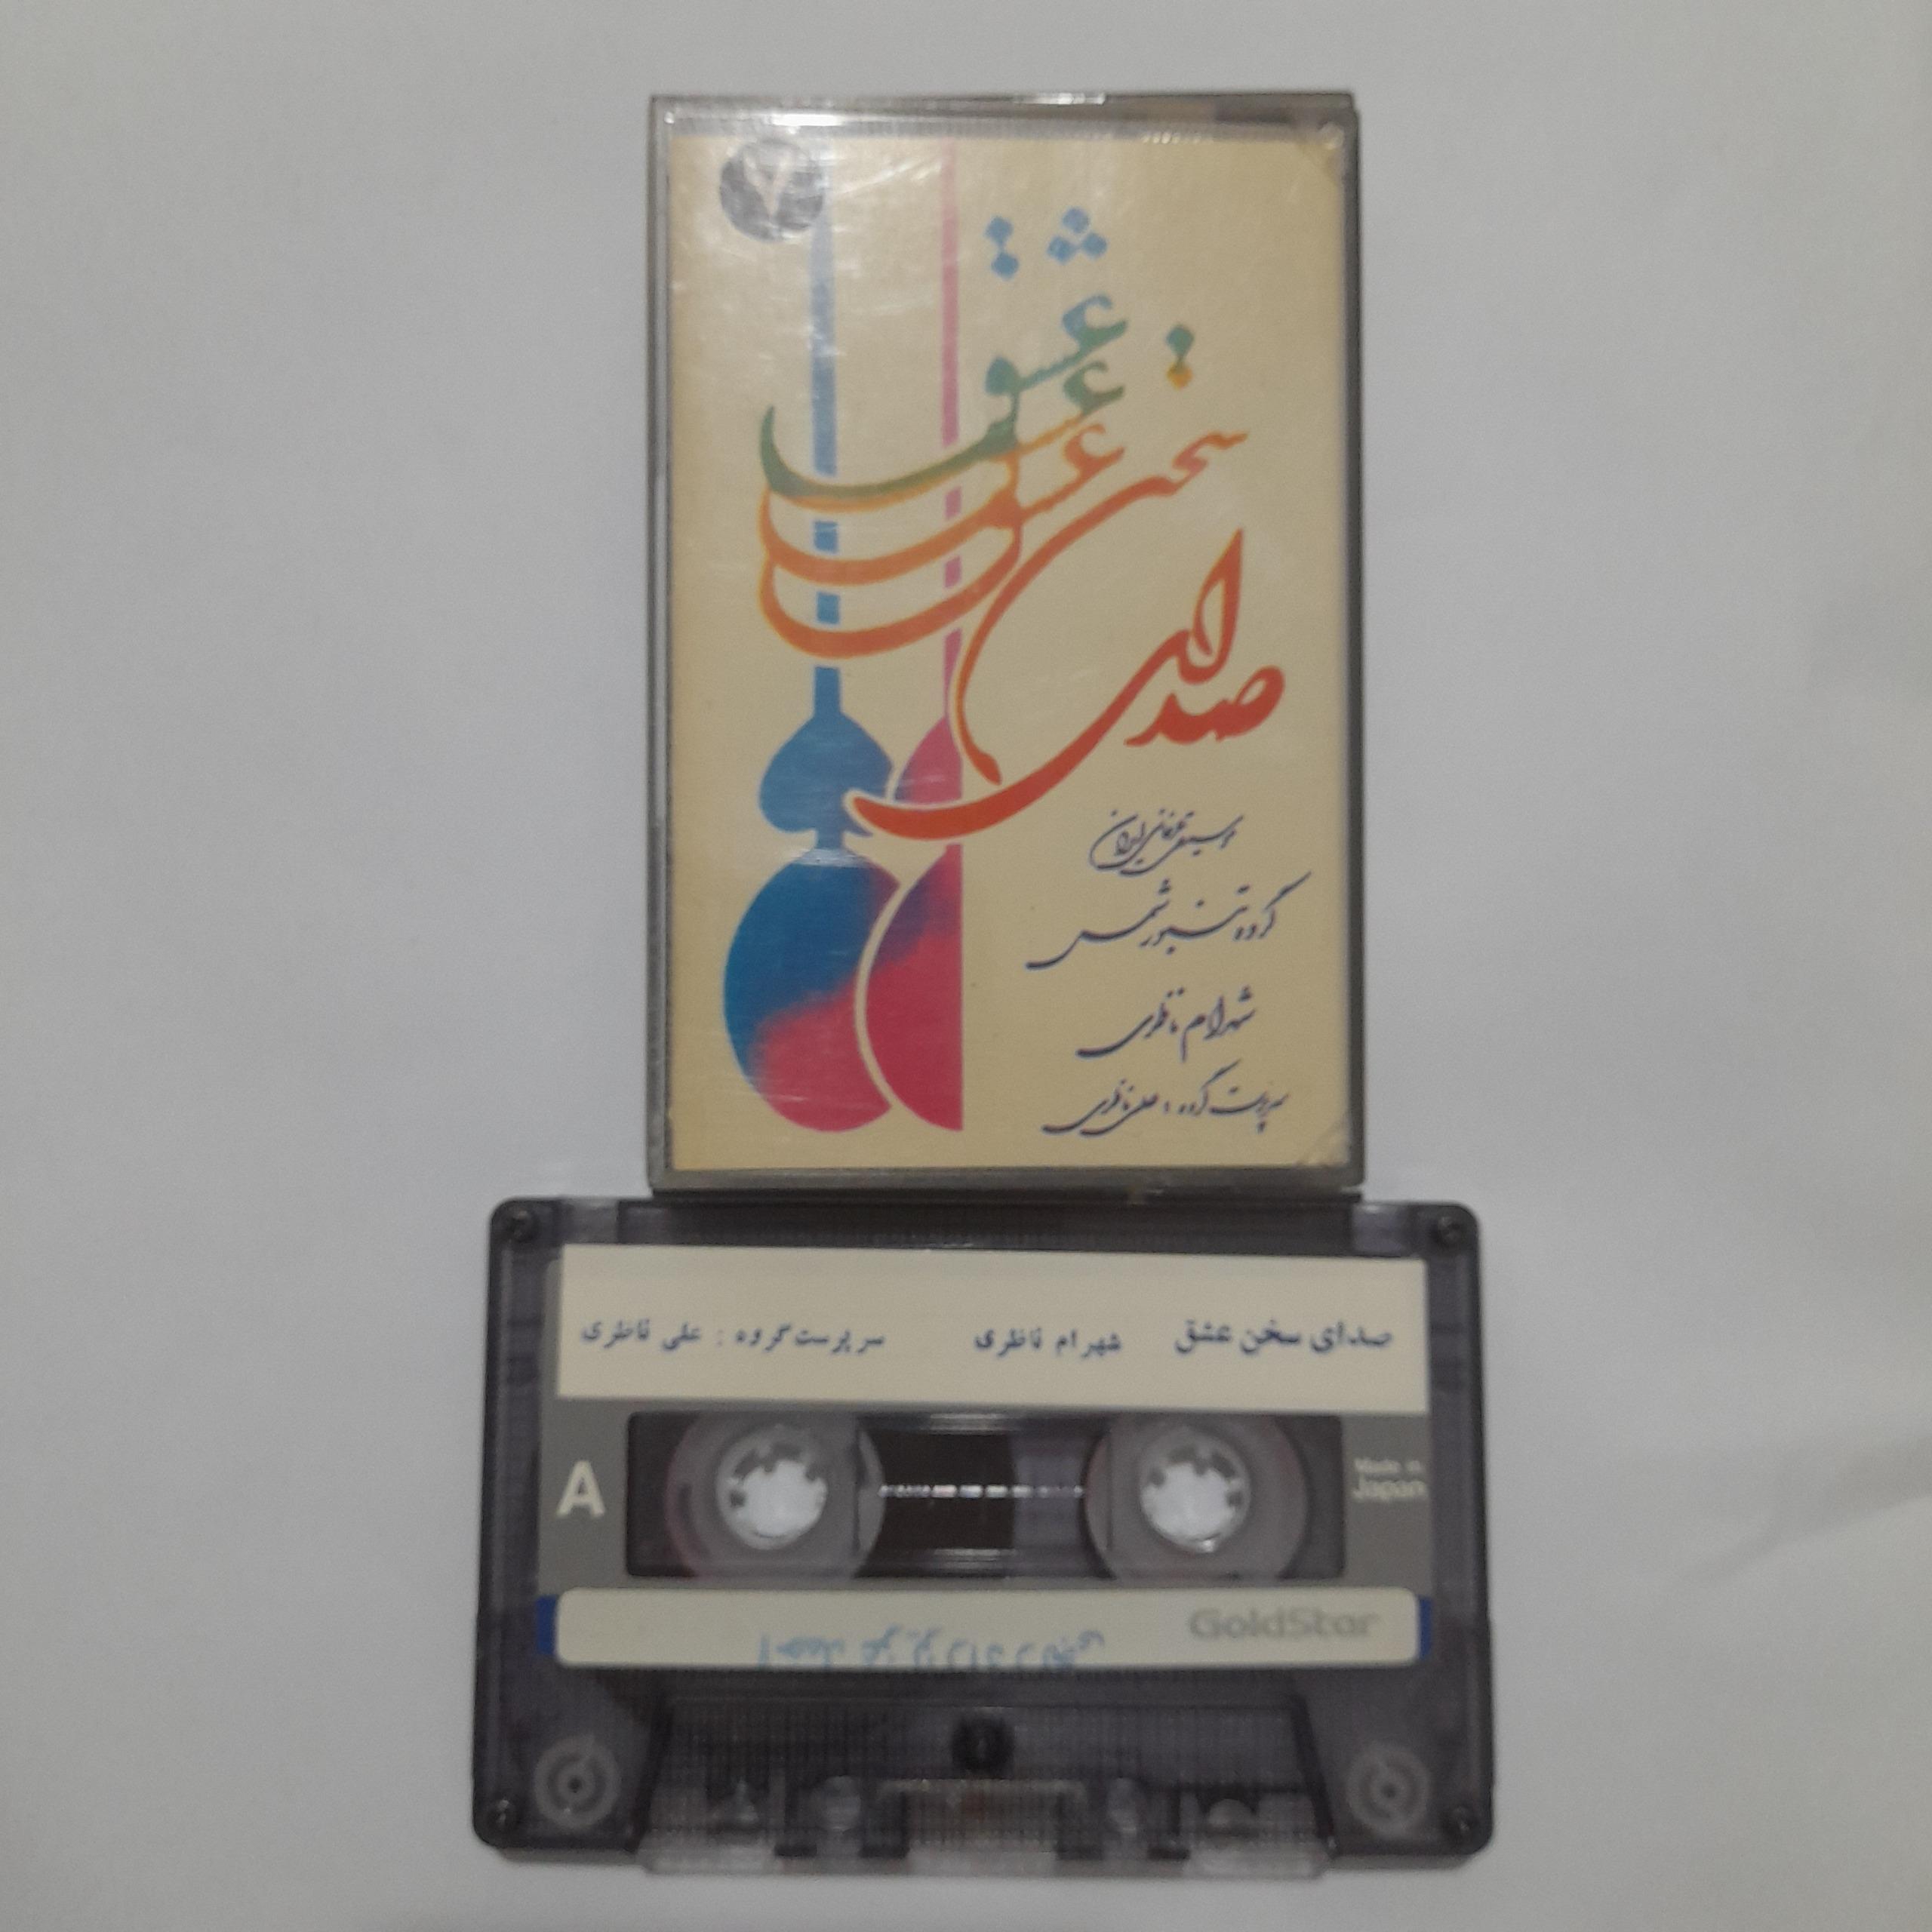 صدای سخن عشق
موسیقی عرفانی ایران
گروه تنبور شمس
شهرام ناظری
سرپرست گروه : علی ناظری
صدای سخن عشق شهرام ناظری سرپرست گروه : علی ناظری
A
Made in
Japan
GoldStar